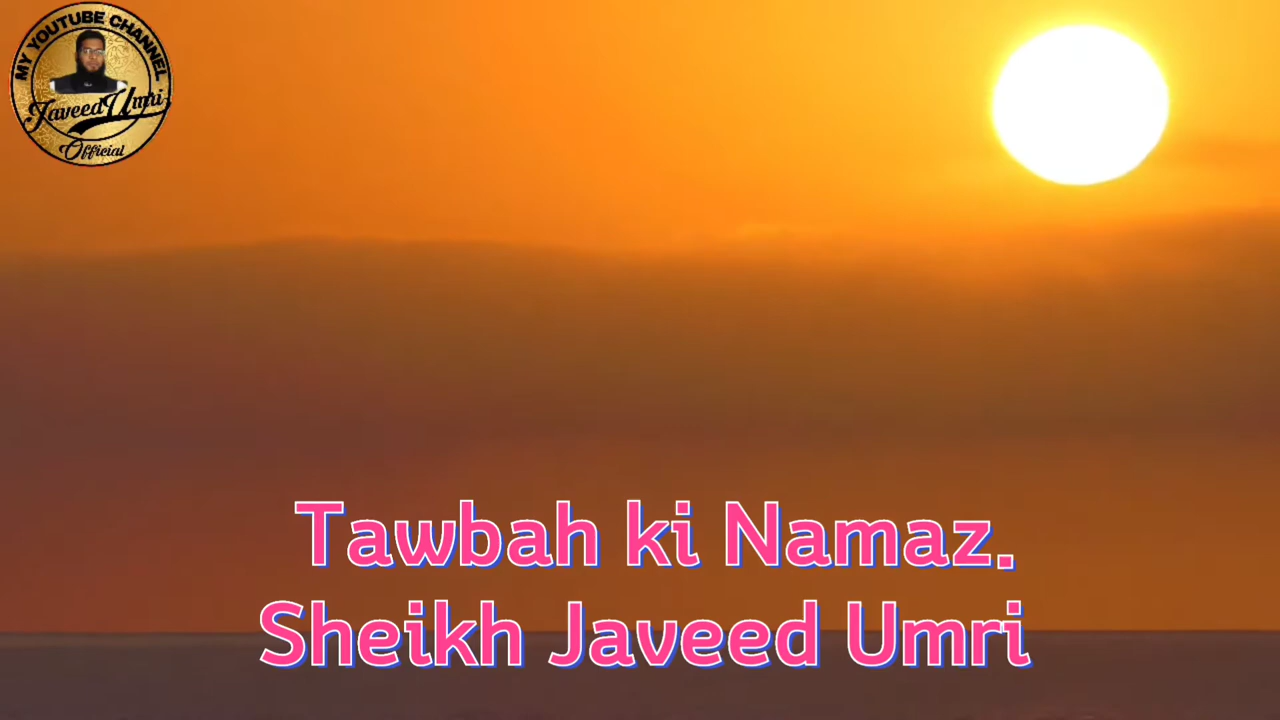 MY YOUTUBE CHANNEL
Javeed Umri
Official
Tawbah ki Namaz.
Sheikh Javeed Umri